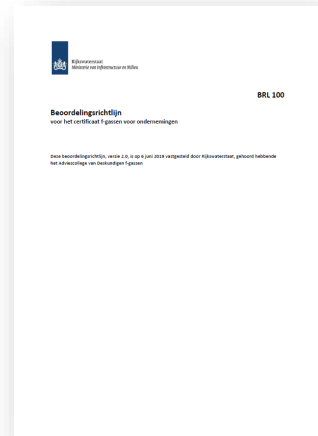 Rijkswaterstaat
Ministerie van Infrastructuur en Milieu
BRL 100
Beoordelingsrichtlijn
voor het certificaat f-gassen voor ondernemingen
Deze beoordelingsrichtlijn, versie 2.0, is op 6 juni 2019 vastgesteld door Rijkswaterstaat, gehoord hebbende
het Adviescollege van Deskundigen f-gassen